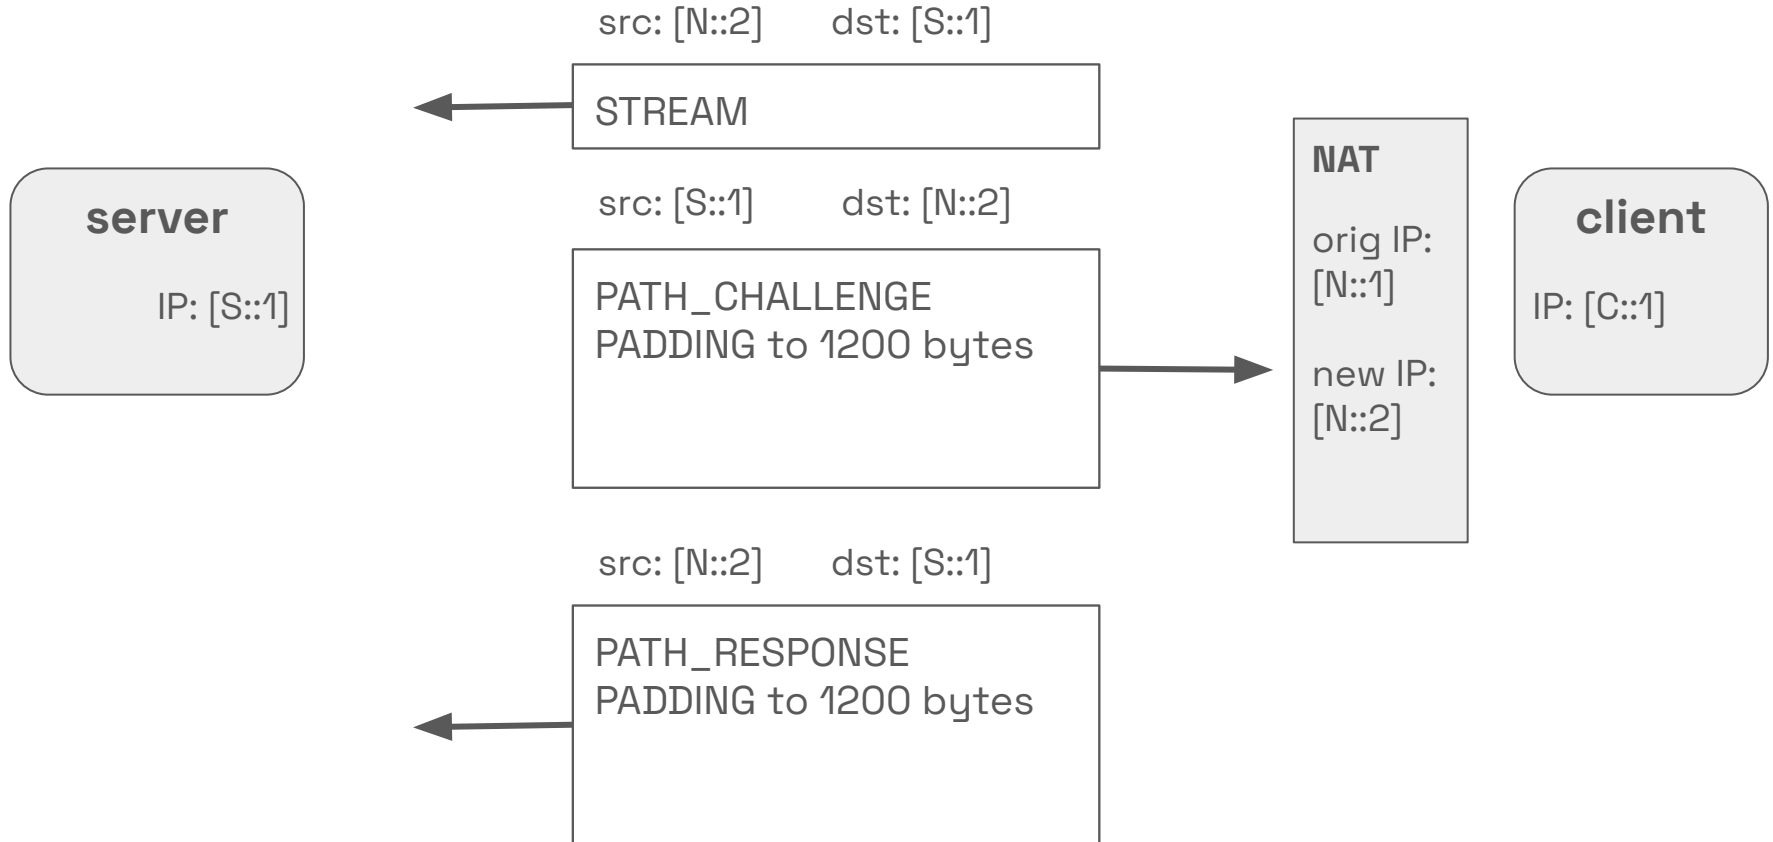 src: [N::2] dst: [S::1]
STREAM
src: [S::1] dst: [N::2]
PATH_CHALLENGE
PADDING to 1200 bytes
src: [N::2] dst: [S::1]
PATH_RESPONSE
PADDING to 1200 bytes
server
IP: [S::1]
NAT
orig IP:
[N::1]
new IP:
[N::2]
client
IP: [C::1]